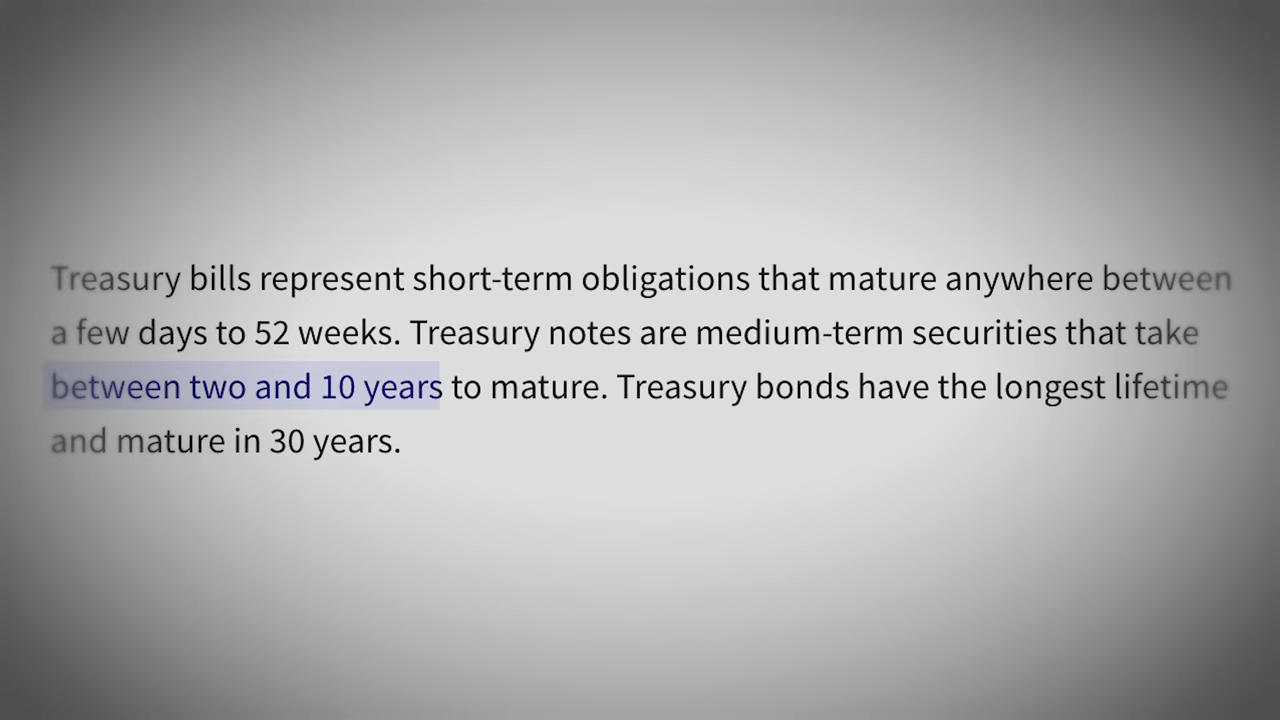 Treasury bills represent short-term obligations that mature anywhere between
a few days to 52 weeks. Treasury notes are medium-term securities that take
between two and 10 years to mature. Treasury bonds have the longest lifetime
and mature in 30 years.